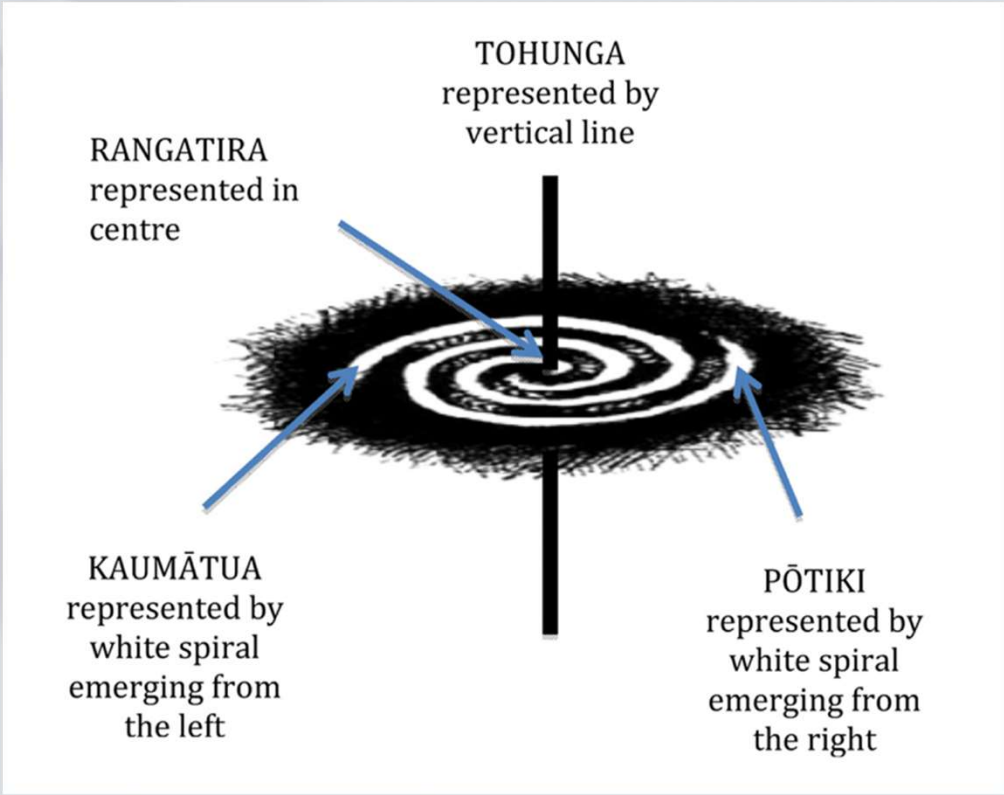 TOHUNGA
represented by
vertical line
RANGATIRA
represented in
centre
KAUMĀTUA
represented by
white spiral
emerging from
the left
PŌTIKI
represented by
white spiral
emerging from
the right